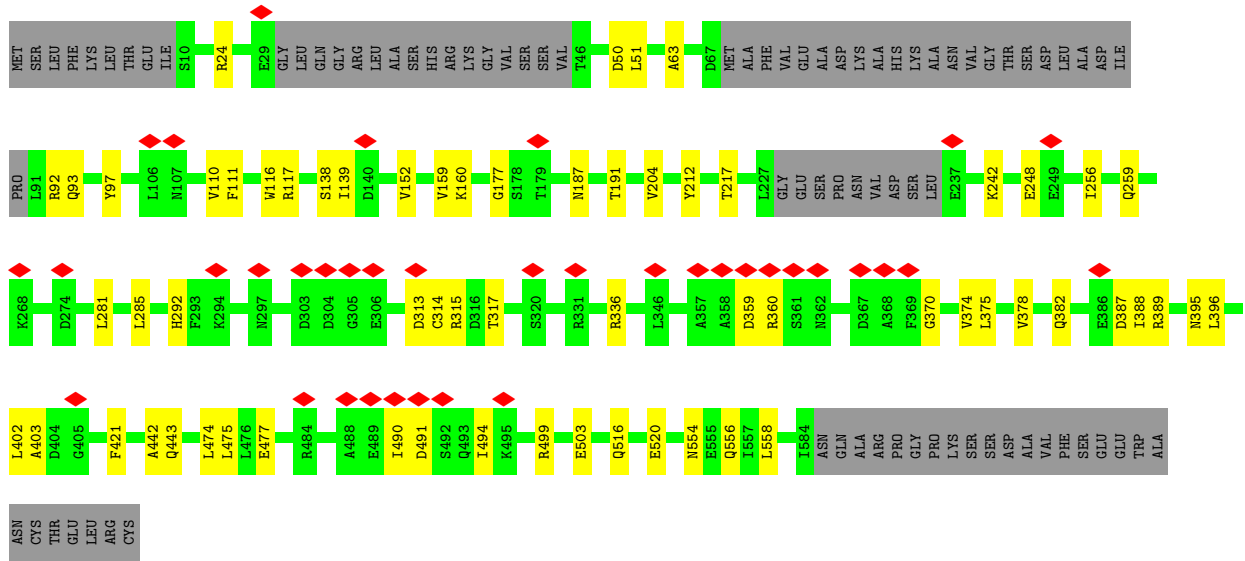 MET SER LEU PHE LYS LEU THR GLU ILE S10 R24 E29 GLY LEU GLN GLY ARG LEU ALA SER HIS ARG LYS GLY VAL SER SER VAL T46 D50 L51 A63 D67 MET ALA PHE VAL GLU ALA ASP LYS ALA HIS LYS ALA ASN VAL GLY THR SER ASP LEU ALA ASP ILE
PRO L91 R92 Q93 Y97 L106 N107 V110 F111 W116 R117 S138 I139 D140 V152 V159 K160 G177 S178 T179 N187 T191 V204 Y212 T217 L227 GLY GLU SER PRO ASN VAL ASP SER LEU E237 K242 E248 E249 I256 Q259
K268 D274 L281 L285 H292 F293 K294 N297 D303 D304 G305 E306 D313 C314 R315 D316 T317 S320 R331 R336 L346 A357 A358 D359 R360 S361 N362 D367 A368 F369 G370 V374 L375 V378 Q382 E386 D387 I388 R389 N395 L396
L402 A403 D404 G405 F421 A442 Q443 L474 L475 L476 E477 R484 A488 E489 I490 D491 S492 Q493 I494 K495 R499 E503 Q516 E520 N554 E555 Q556 I557 L558 I584 ASN GLN ALA ARG PRO GLY PRO LYS SER SER ASP ALA VAL PHE SER GLU GLU TRP ALA
ASN CYS THR GLU LEU ARG CYS